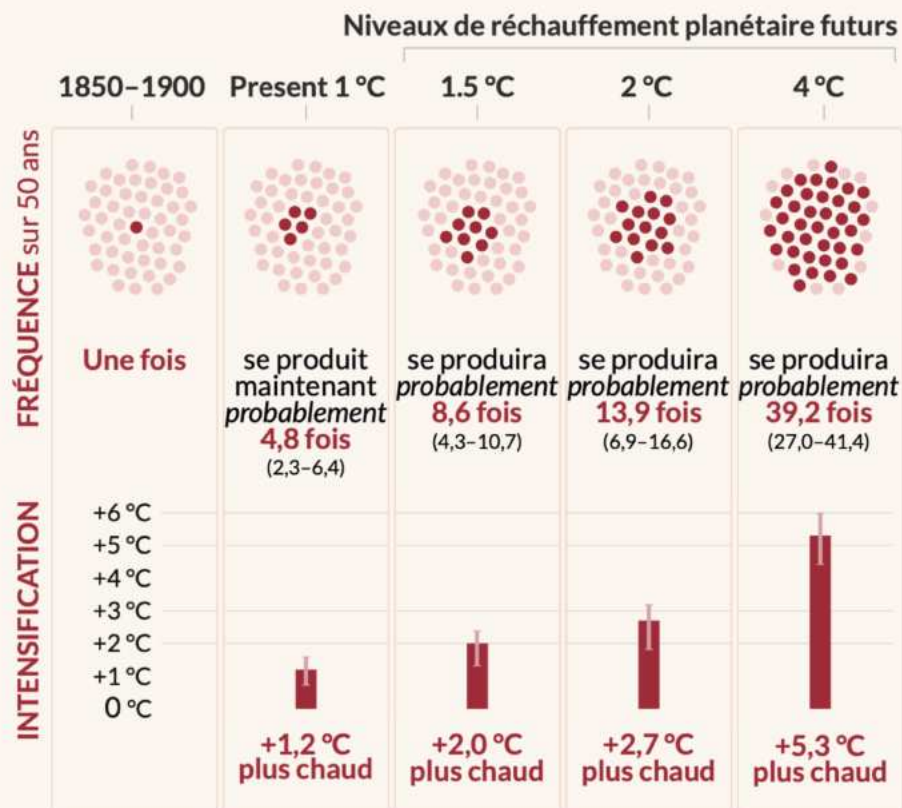 Niveaux de réchauffement planétaire futurs
1850–1900 Present 1 °C 1.5 °C 2 °C 4 °C
FRÉQUENCE sur 50 ans
Une fois
se produit
maintenant
probablement
4,8 fois
(2,3–6,4)
se produira
probablement
8,6 fois
(4,3–10,7)
se produira
probablement
13,9 fois
(6,9–16,6)
se produira
probablement
39,2 fois
(27,0–41,4)
INTENSIFICATION
+6 °C
+5 °C
+4 °C
+3 °C
+2 °C
+1 °C
0 °C
+1,2 °C
plus chaud
+2,0 °C
plus chaud
+2,7 °C
plus chaud
+5,3 °C
plus chaud